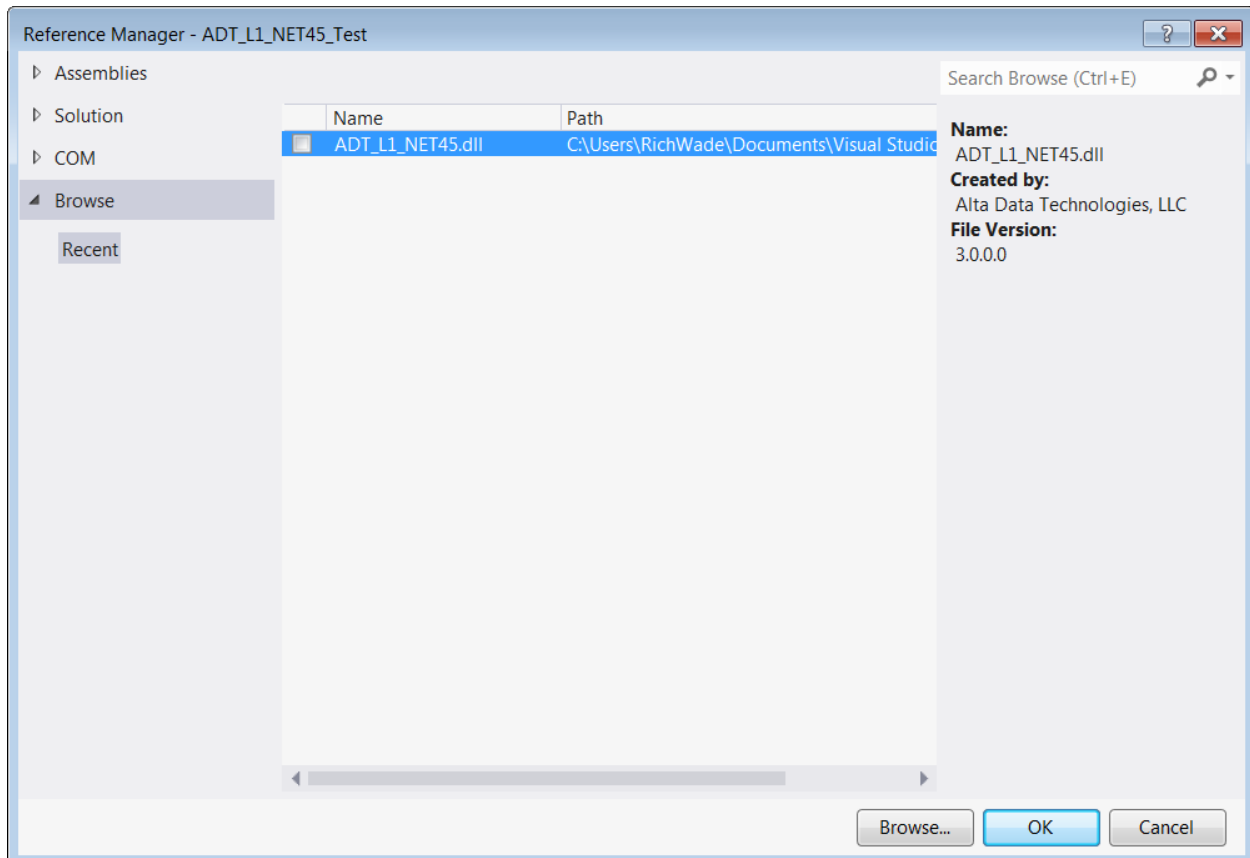 Reference Manager - ADT_L1_NET45_Test
Assemblies
Solution
COM
Browse
Recent
Name Path
ADT_L1_NET45.dll C:\Users\RichWade\Documents\Visual Studio
Search Browse (Ctrl+E)
Name:
ADT_L1_NET45.dll
Created by:
Alta Data Technologies, LLC
File Version:
3.0.0.0
Browse... OK Cancel